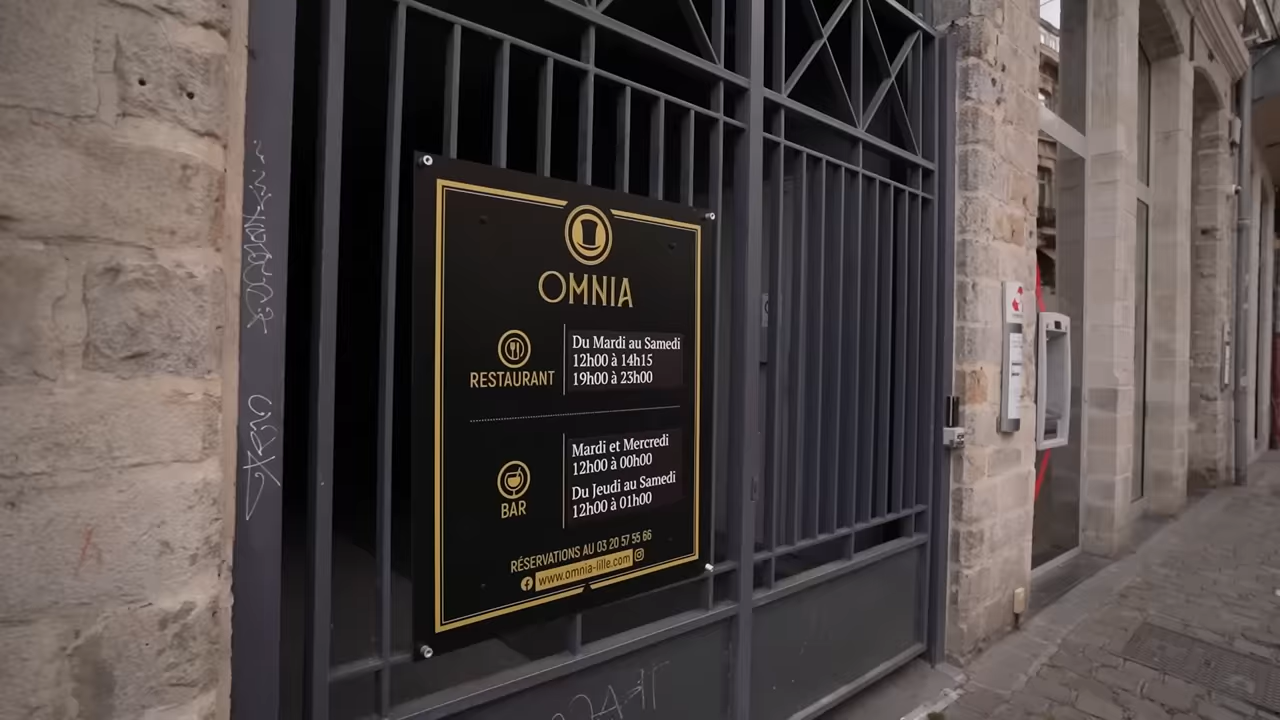 OMNIA
RESTAURANT
Du Mardi au Samedi
12h00 à 14h15
19h00 à 23h00
BAR
Mardi et Mercredi
12h00 à 00h00
Du Jeudi au Samedi
12h00 à 01h00
RÉSERVATIONS AU 03 20 57 55 66
www.omnia-lille.com